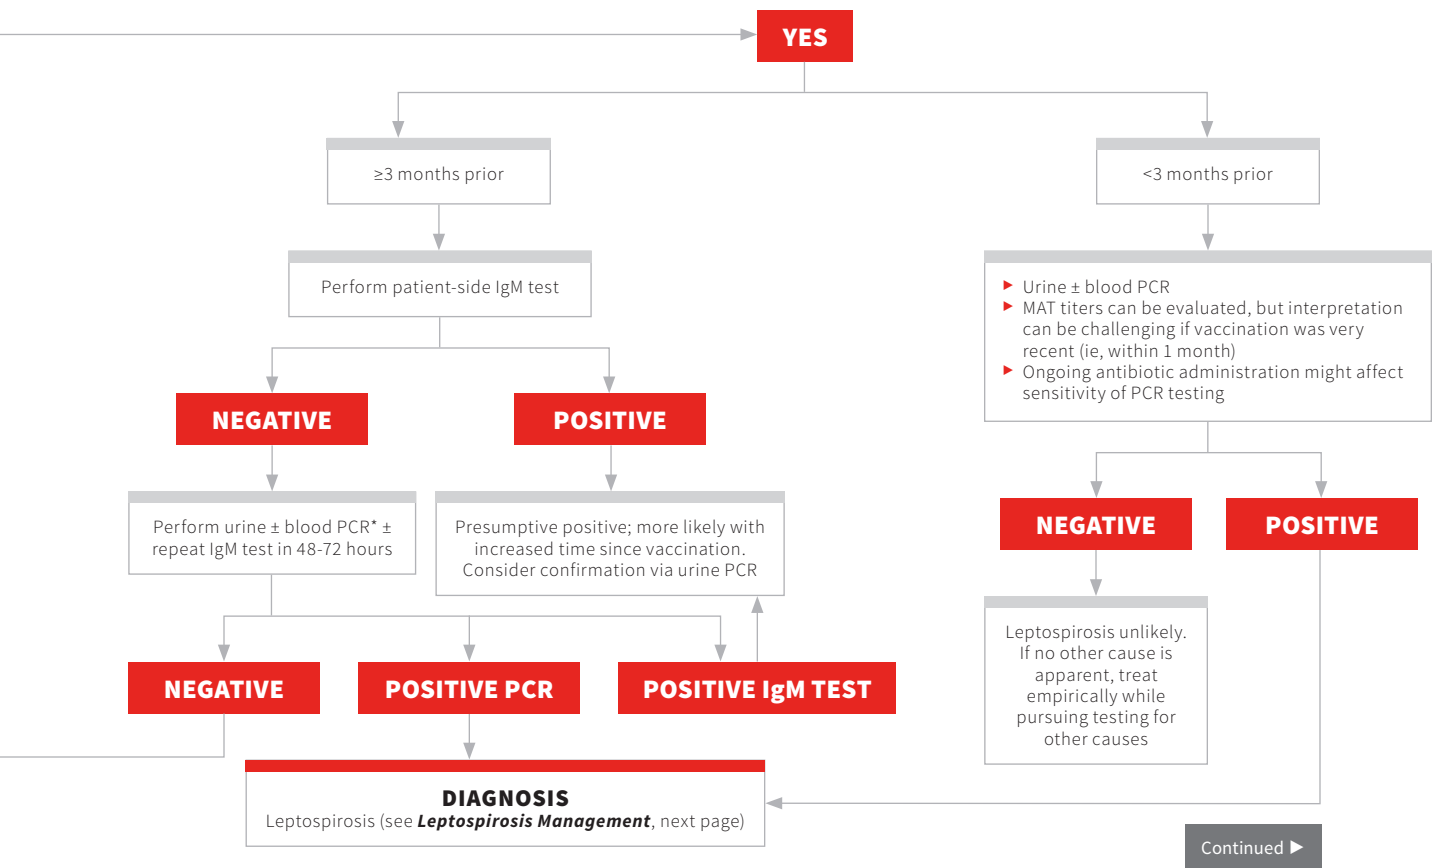 YES
≥3 months prior
<3 months prior
Perform patient-side IgM test
► Urine ± blood PCR
► MAT titers can be evaluated, but interpretation
can be challenging if vaccination was very
recent (ie, within 1 month)
► Ongoing antibiotic administration might affect
sensitivity of PCR testing
NEGATIVE
POSITIVE
Perform urine ± blood PCR* ±
repeat IgM test in 48-72 hours
Presumptive positive; more likely with
increased time since vaccination.
Consider confirmation via urine PCR
NEGATIVE
POSITIVE
Leptospirosis unlikely.
If no other cause is
apparent, treat
empirically while
pursuing testing for
other causes
NEGATIVE
POSITIVE PCR
POSITIVE IgM TEST
DIAGNOSIS
Leptospirosis (see Leptospirosis Management, next page)
Continued ►